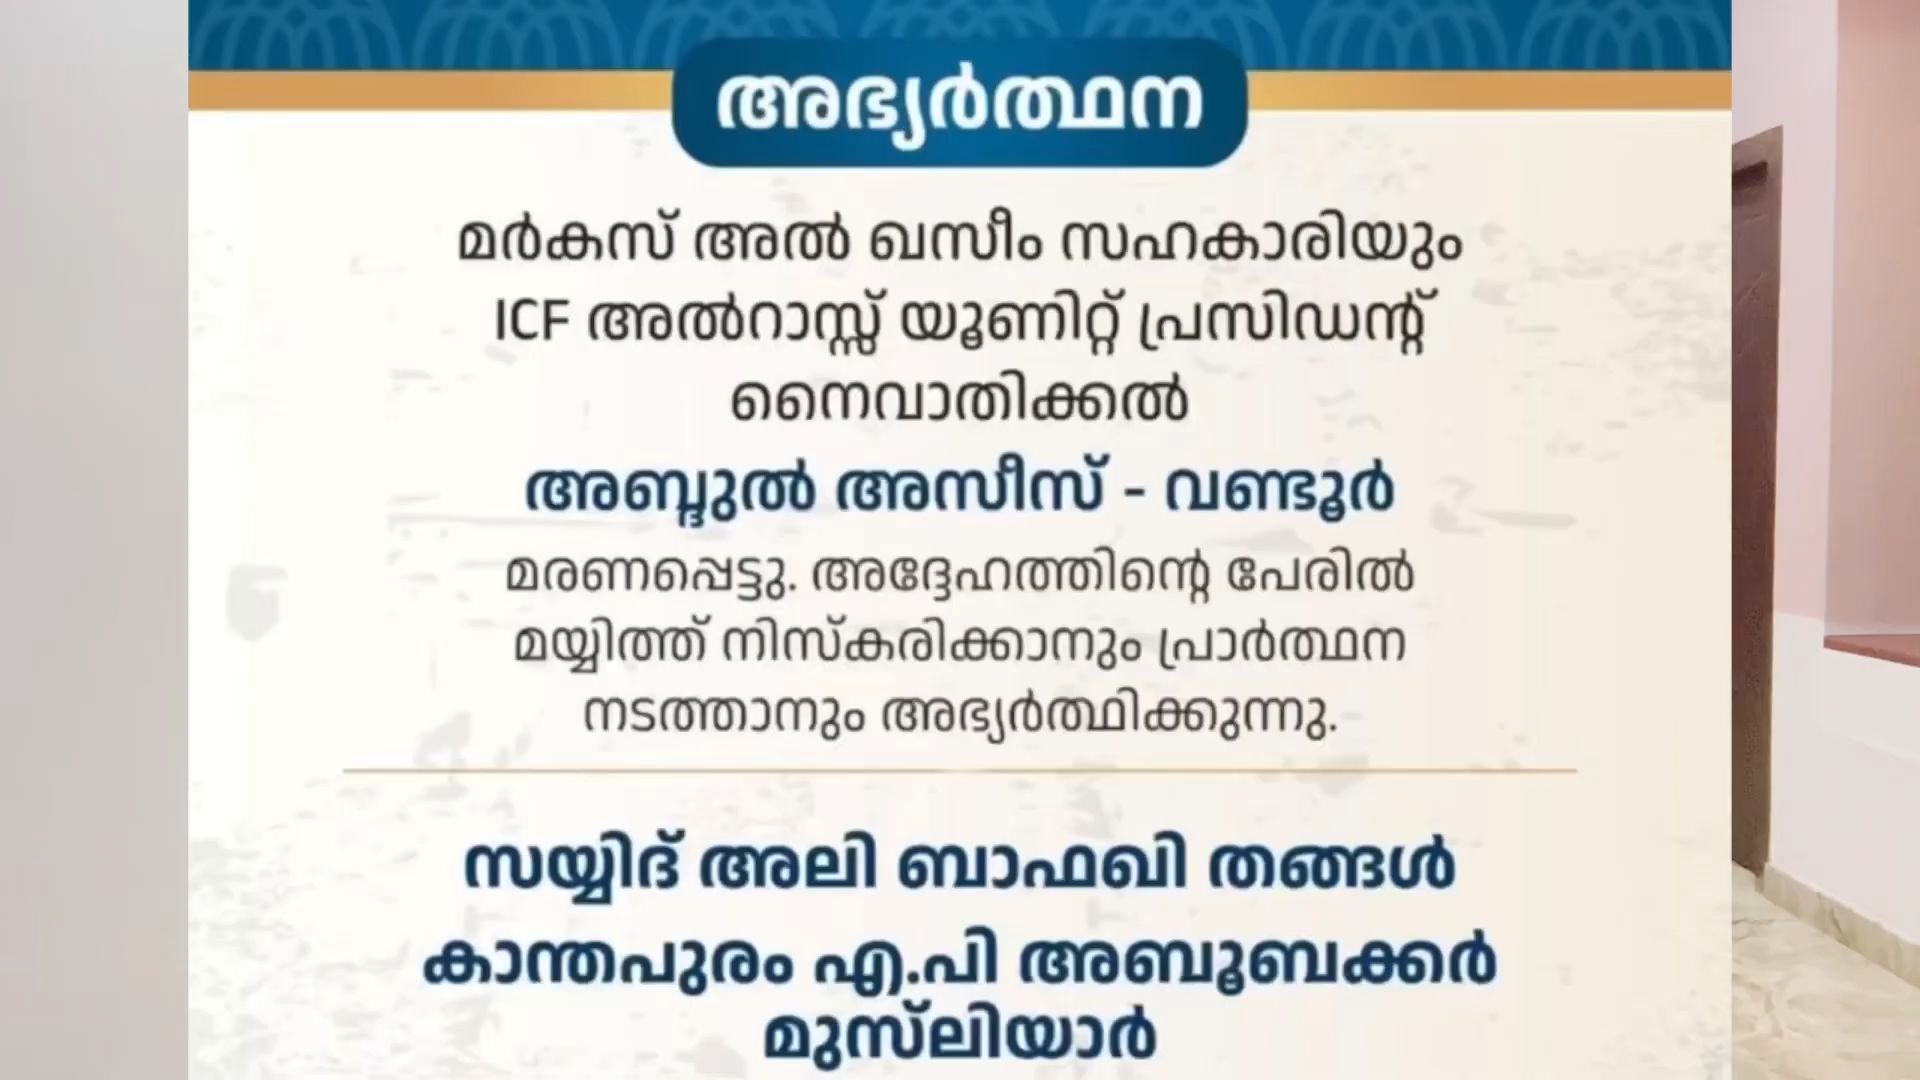 അഭ്യർത്ഥന
മർകസ് അൽ ഖസീം സഹകാരിയും
ICF അൽറാസ്സ് യൂണിറ്റ് പ്രസിഡന്റ്
നൈവാതിക്കൽ
അബ്ദുൽ അസീസ് - വണ്ടൂർ
മരണപ്പെട്ടു. അദ്ദേഹത്തിന്റെ പേരിൽ
മയ്യിത്ത് നിസ്കരിക്കാനും പ്രാർത്ഥന
നടത്താനും അഭ്യർത്ഥിക്കുന്നു.
സയ്യിദ് അലി ബാഫഖി തങ്ങൾ
കാന്തപുരം എ.പി അബൂബക്കർ
മുസ്‌ലിയാർ